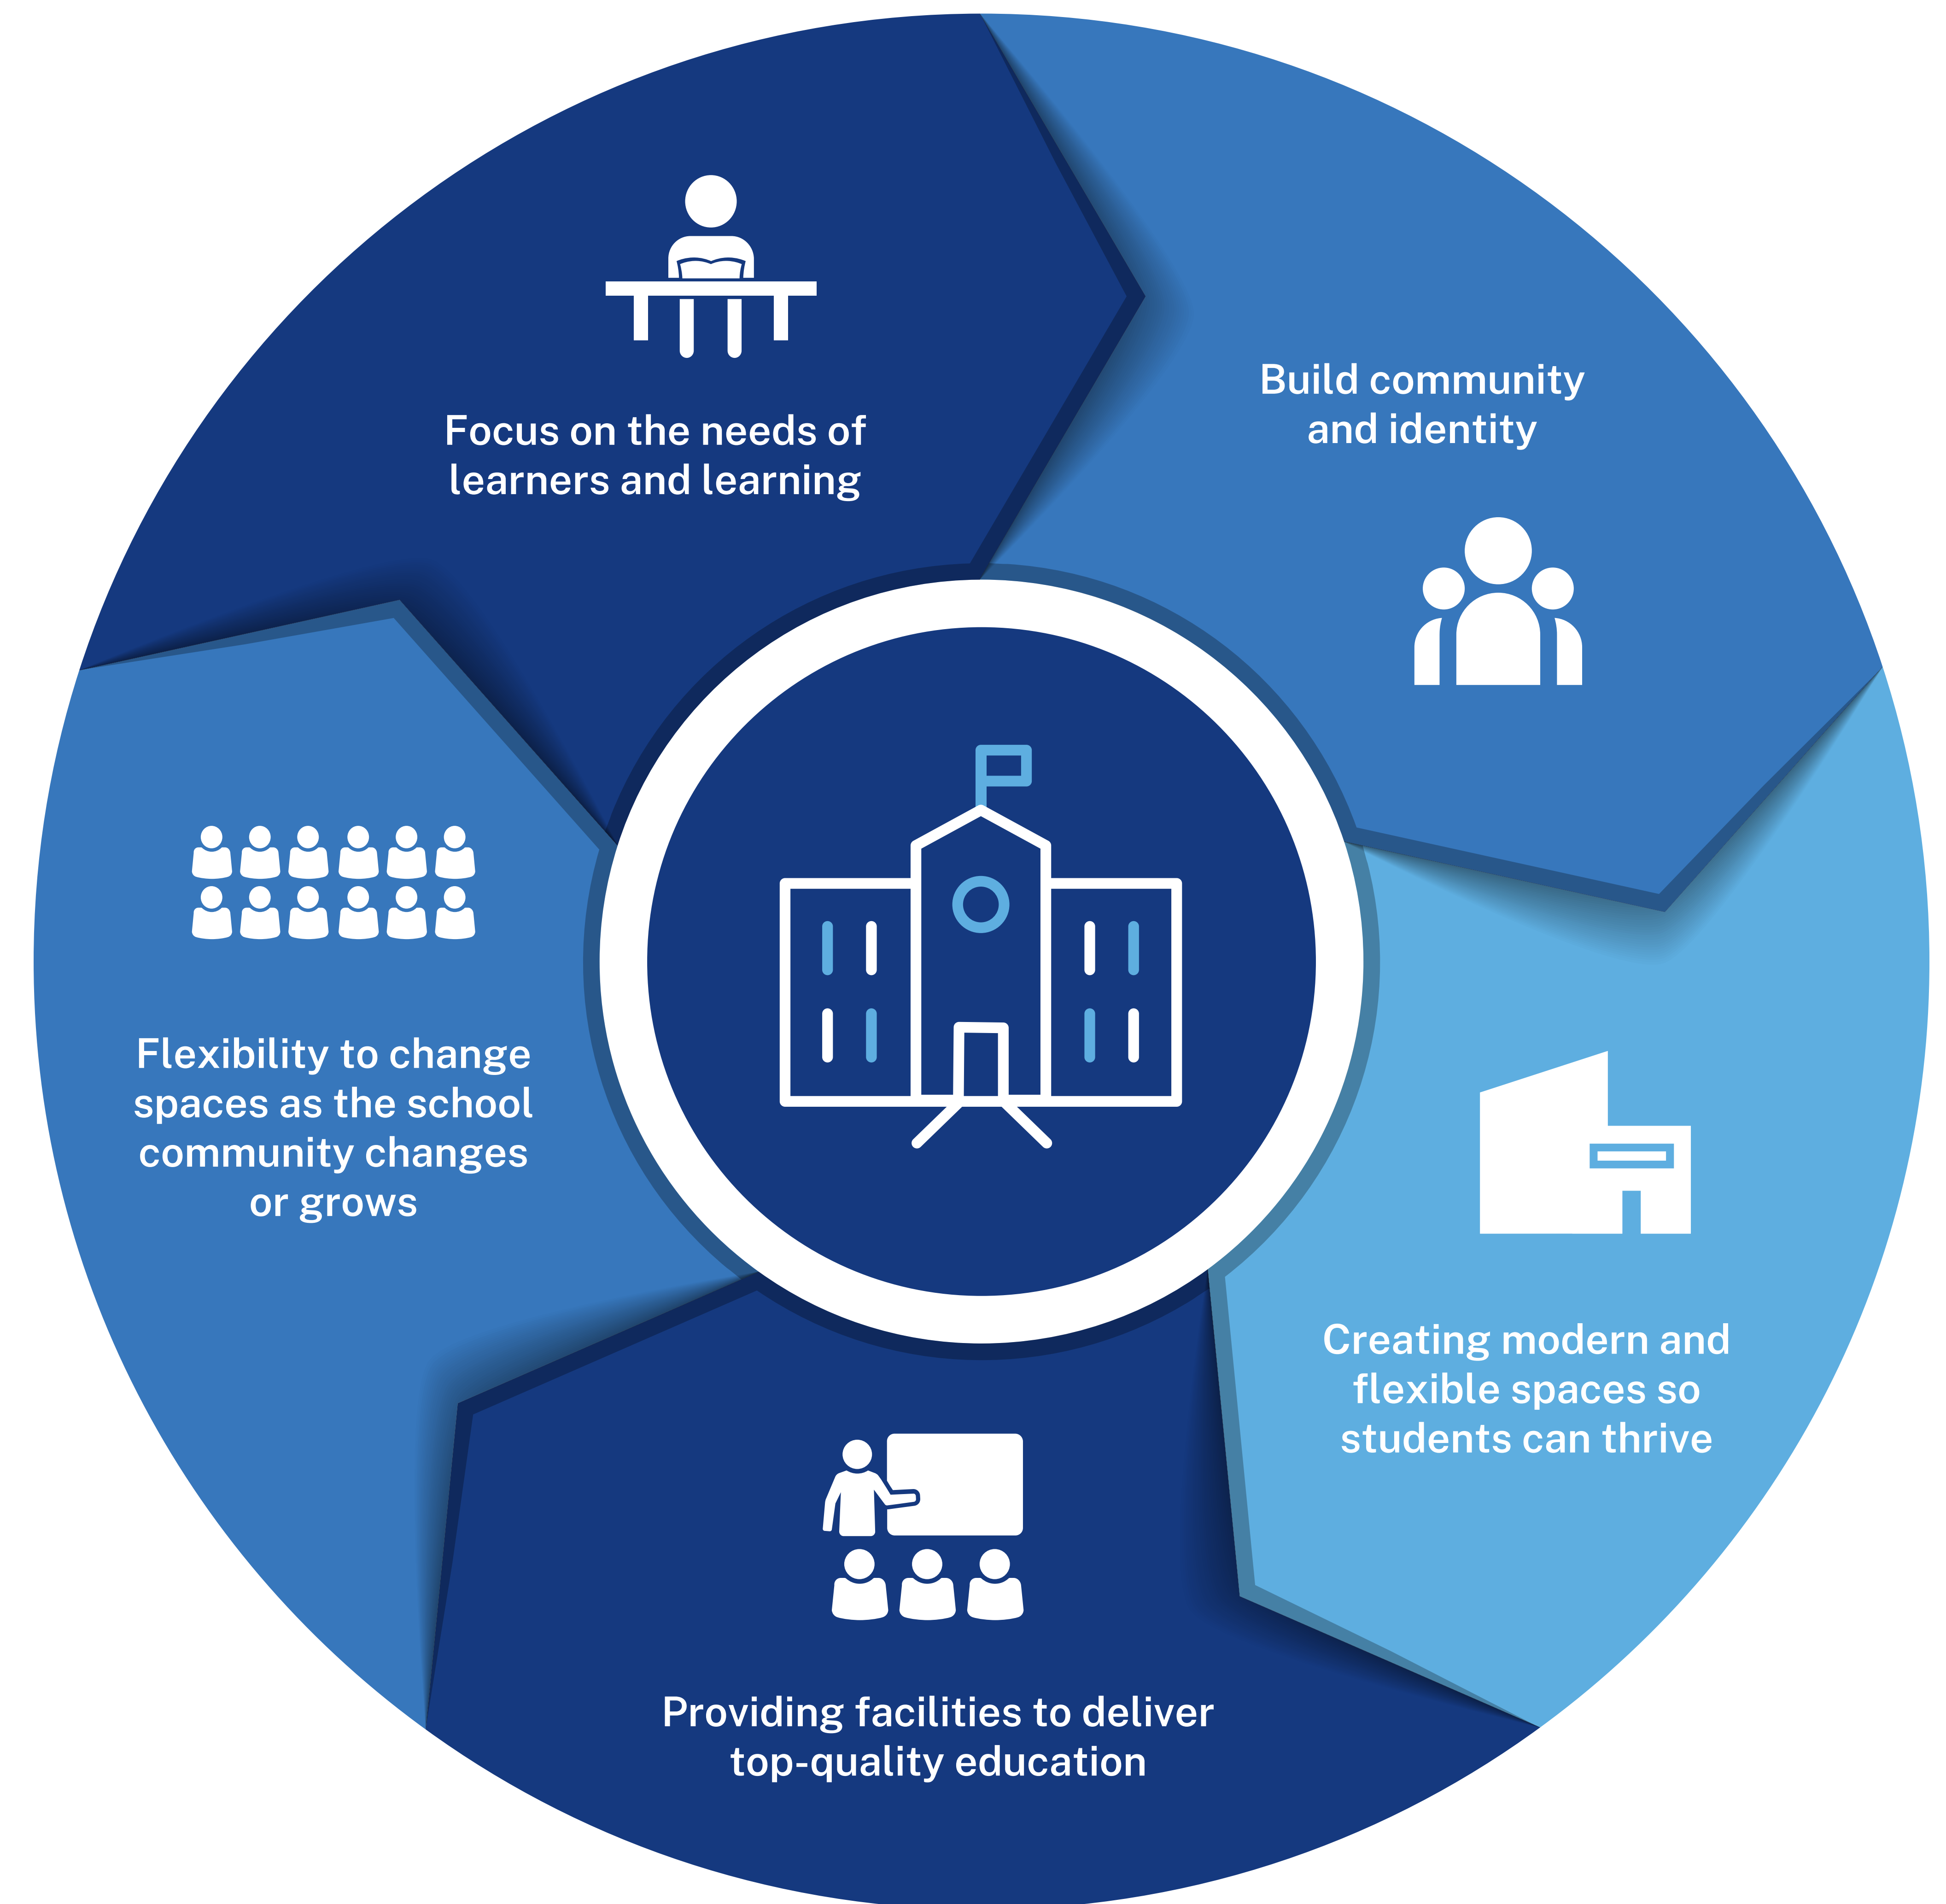 Focus on the needs of
learners and learning
Build community
and identity
Creating modern and
flexible spaces so
students can thrive
Providing facilities to deliver
top-quality education
Flexibility to change
spaces as the school
community changes
or grows